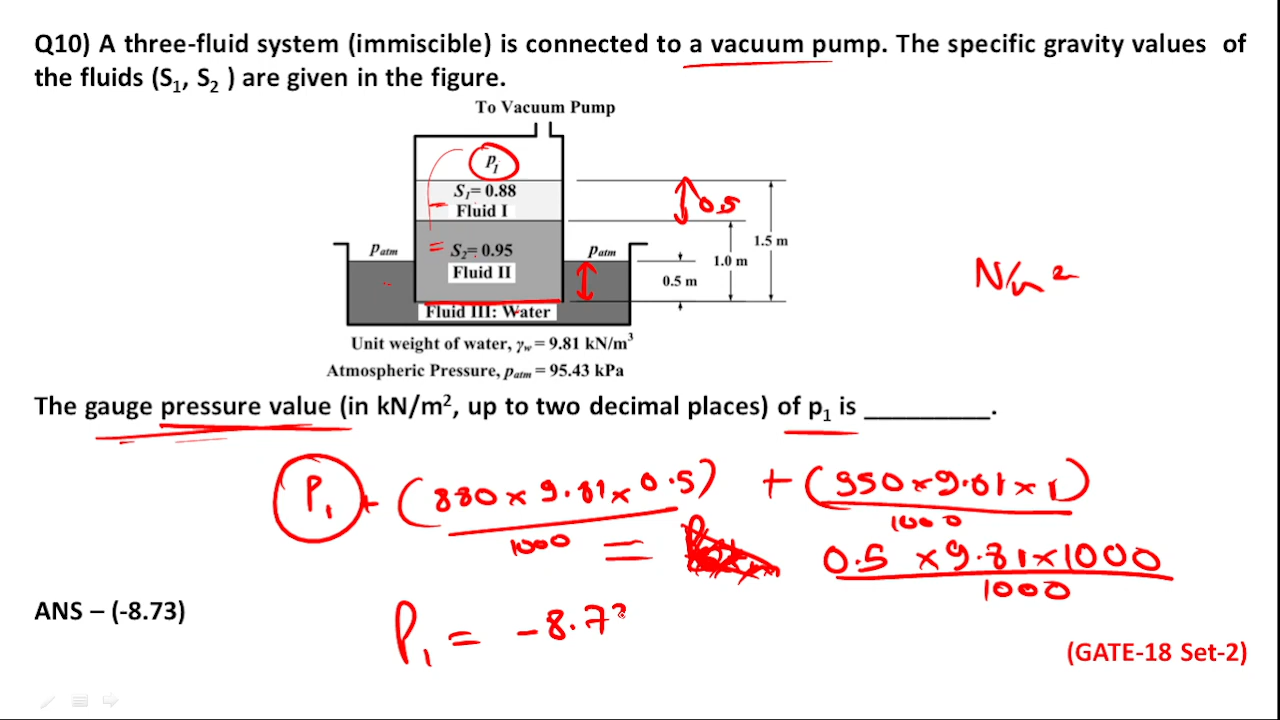 Q10) A three-fluid system (immiscible) is connected to a vacuum pump. The specific gravity values of
the fluids (S₁, S₂ ) are given in the figure.
To Vacuum Pump
P₁
S₁= 0.88
Fluid I
0.5
1.5 m
Patm
S₂= 0.95
Patm
1.0 m
Fluid II
0.5 m
N/m²
Fluid III: Water
Unit weight of water, γw = 9.81 kN/m³
Atmospheric Pressure, patm = 95.43 kPa
The gauge pressure value (in kN/m², up to two decimal places) of p₁ is _________.
P₁ + (880 × 9.81 × 0.5) + (950 × 9.81 × 1)
1000 1000
= 0.5 × 9.81 × 1000
1000
ANS – (-8.73)
P₁ = -8.73
(GATE-18 Set-2)